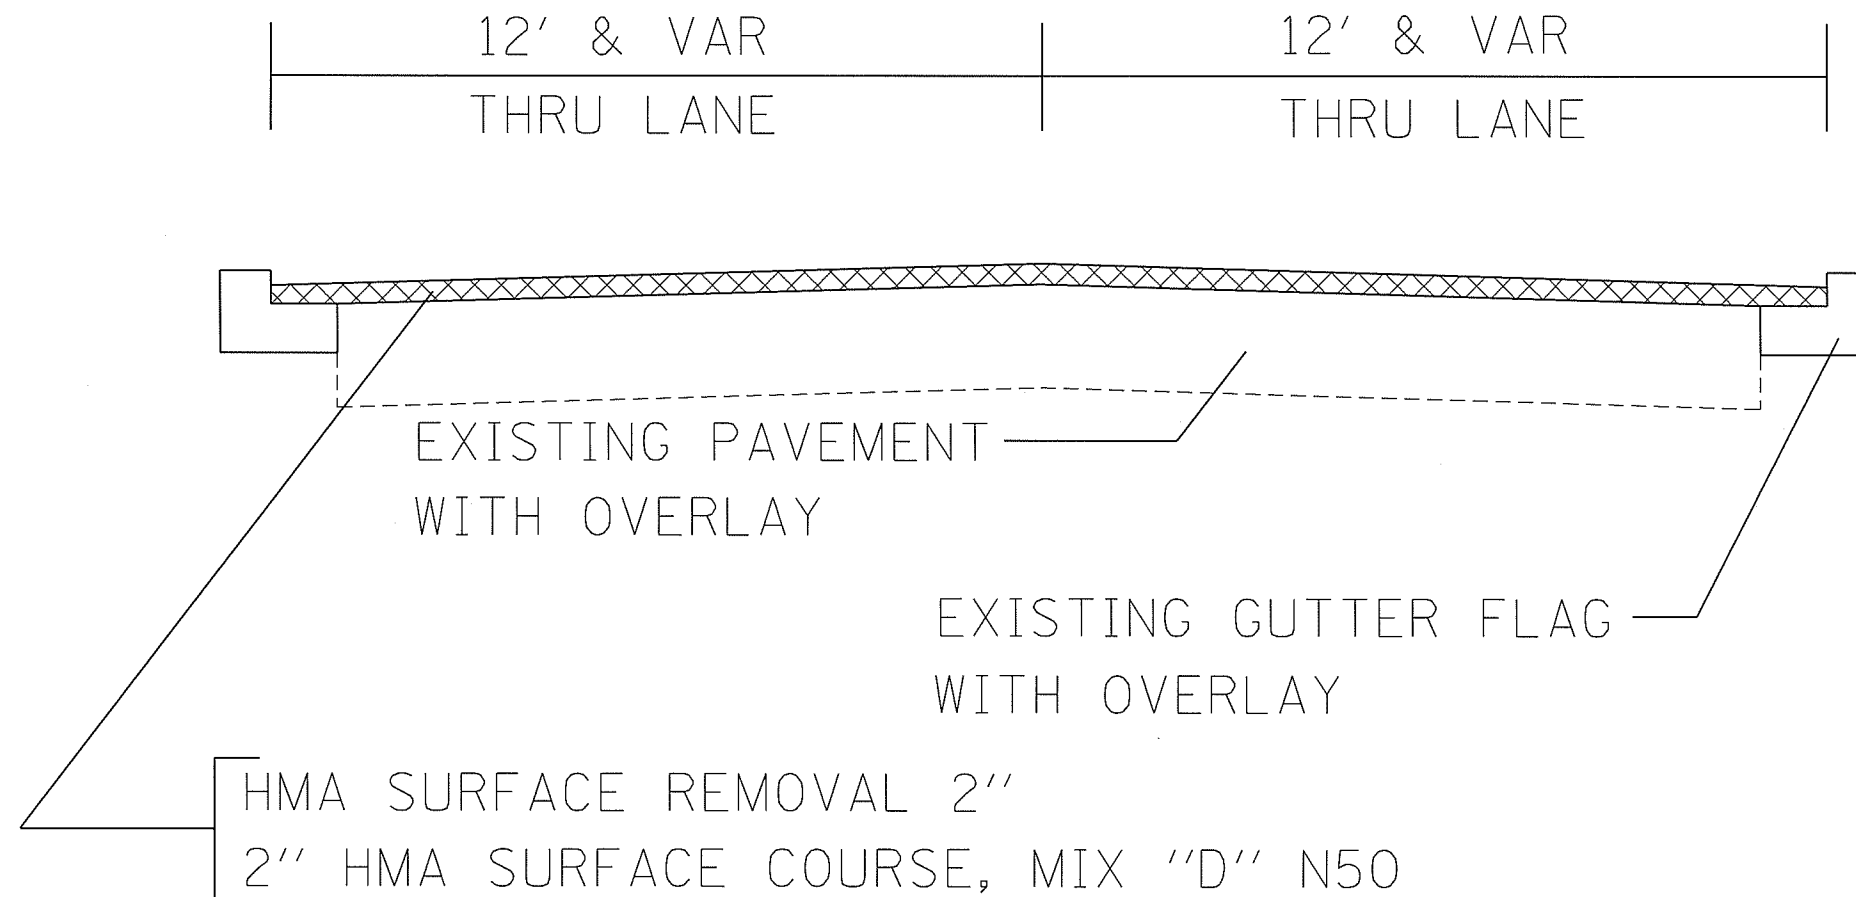 12' & VAR
THRU LANE
12' & VAR
THRU LANE
EXISTING PAVEMENT
WITH OVERLAY
EXISTING GUTTER FLAG
WITH OVERLAY
HMA SURFACE REMOVAL 2"
2" HMA SURFACE COURSE, MIX "D" N50